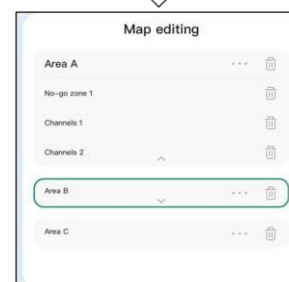 Map editing
Area A
No-go zone 1
Channels 1
Channels 2
Area B
Area C